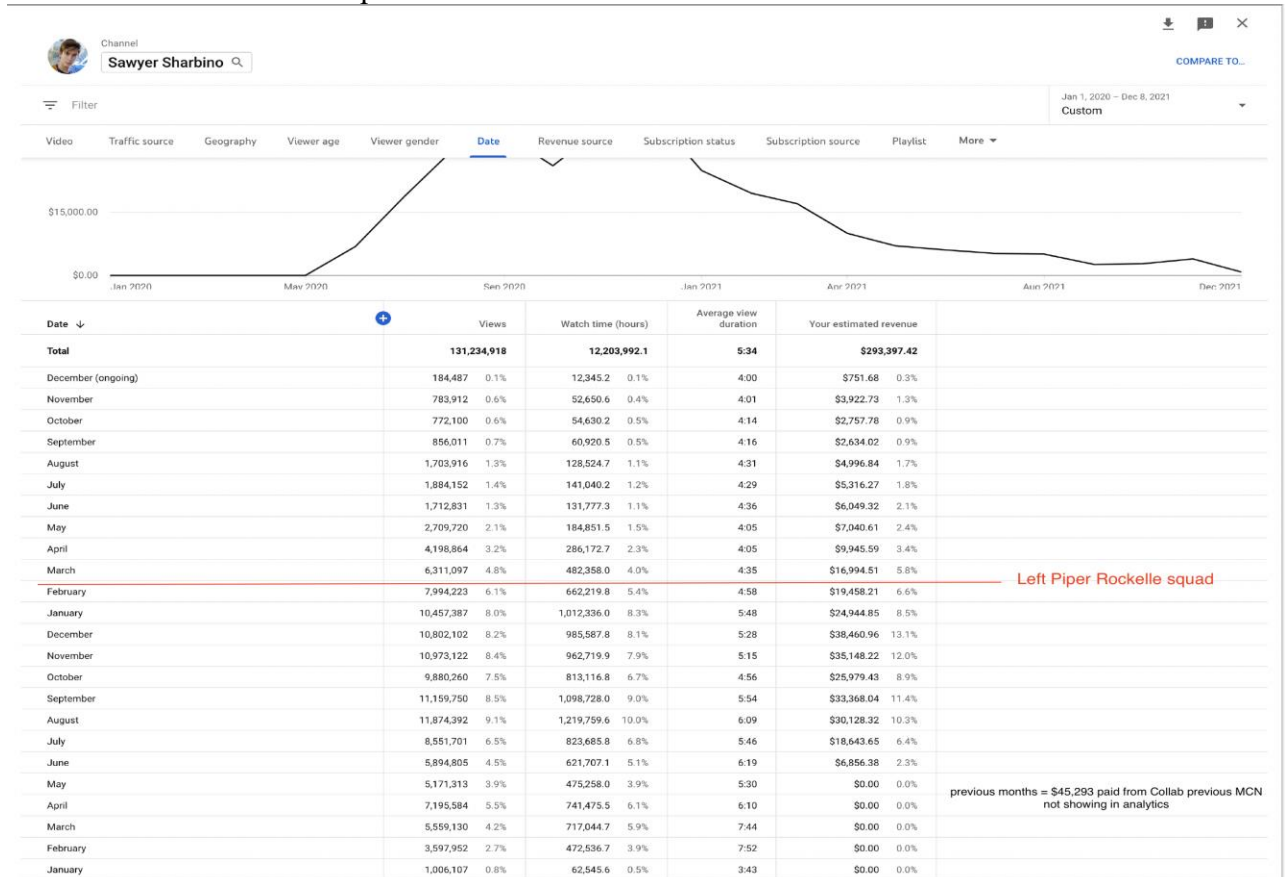 Channel
Sawyer Sharbino
COMPARE TO...
Filter
Jan 1, 2020 – Dec 8, 2021
Custom
Video Traffic source Geography Viewer age Viewer gender Date Revenue source Subscription status Subscription source Playlist More
$15,000.00
$0.00
Jan 2020 May 2020 Sep 2020 Jan 2021 Apr 2021 Aug 2021 Dec 2021
Date Views Watch time (hours) Average view duration Your estimated revenue
Total 131,234,918 12,203,992.1 5:34 $293,397.42
December (ongoing) 184,487 0.1% 12,345.2 0.1% 4:00 $751.68 0.3%
November 783,912 0.6% 52,650.6 0.4% 4:01 $3,922.73 1.3%
October 772,100 0.6% 54,630.2 0.5% 4:14 $2,757.78 0.9%
September 856,011 0.7% 60,920.5 0.5% 4:16 $2,634.02 0.9%
August 1,703,916 1.3% 128,524.7 1.1% 4:31 $4,996.84 1.7%
July 1,884,152 1.4% 141,040.2 1.2% 4:29 $5,316.27 1.8%
June 1,712,831 1.3% 131,777.3 1.1% 4:36 $6,049.32 2.1%
May 2,709,720 2.1% 184,851.5 1.5% 4:05 $7,040.61 2.4%
April 4,198,864 3.2% 286,172.7 2.3% 4:05 $9,945.59 3.4%
March 6,311,097 4.8% 482,358.0 4.0% 4:35 $16,994.51 5.8%
Left Piper Rockelle squad
February 7,994,223 6.1% 662,219.8 5.4% 4:58 $19,458.21 6.6%
January 10,457,387 8.0% 1,012,336.0 8.3% 5:48 $24,944.85 8.5%
December 10,802,102 8.2% 985,587.8 8.1% 5:28 $38,460.96 13.1%
November 10,973,122 8.4% 962,719.9 7.9% 5:15 $35,148.22 12.0%
October 9,880,260 7.5% 813,116.8 6.7% 4:56 $25,979.43 8.9%
September 11,159,750 8.5% 1,098,728.0 9.0% 5:54 $33,368.04 11.4%
August 11,874,392 9.1% 1,219,759.6 10.0% 6:09 $30,128.32 10.3%
July 8,551,701 6.5% 823,685.8 6.8% 5:46 $18,643.65 6.4%
June 5,894,805 4.5% 621,707.1 5.1% 6:19 $6,856.38 2.3%
May 5,171,313 3.9% 475,258.0 3.9% 5:30 $0.00 0.0%
previous months = $45,293 paid from Collab previous MCN
not showing in analytics
April 7,195,584 5.5% 741,475.5 6.1% 6:10 $0.00 0.0%
March 5,559,130 4.2% 717,044.7 5.9% 7:44 $0.00 0.0%
February 3,597,952 2.7% 472,536.7 3.9% 7:52 $0.00 0.0%
January 1,006,107 0.8% 62,545.6 0.5% 3:43 $0.00 0.0%